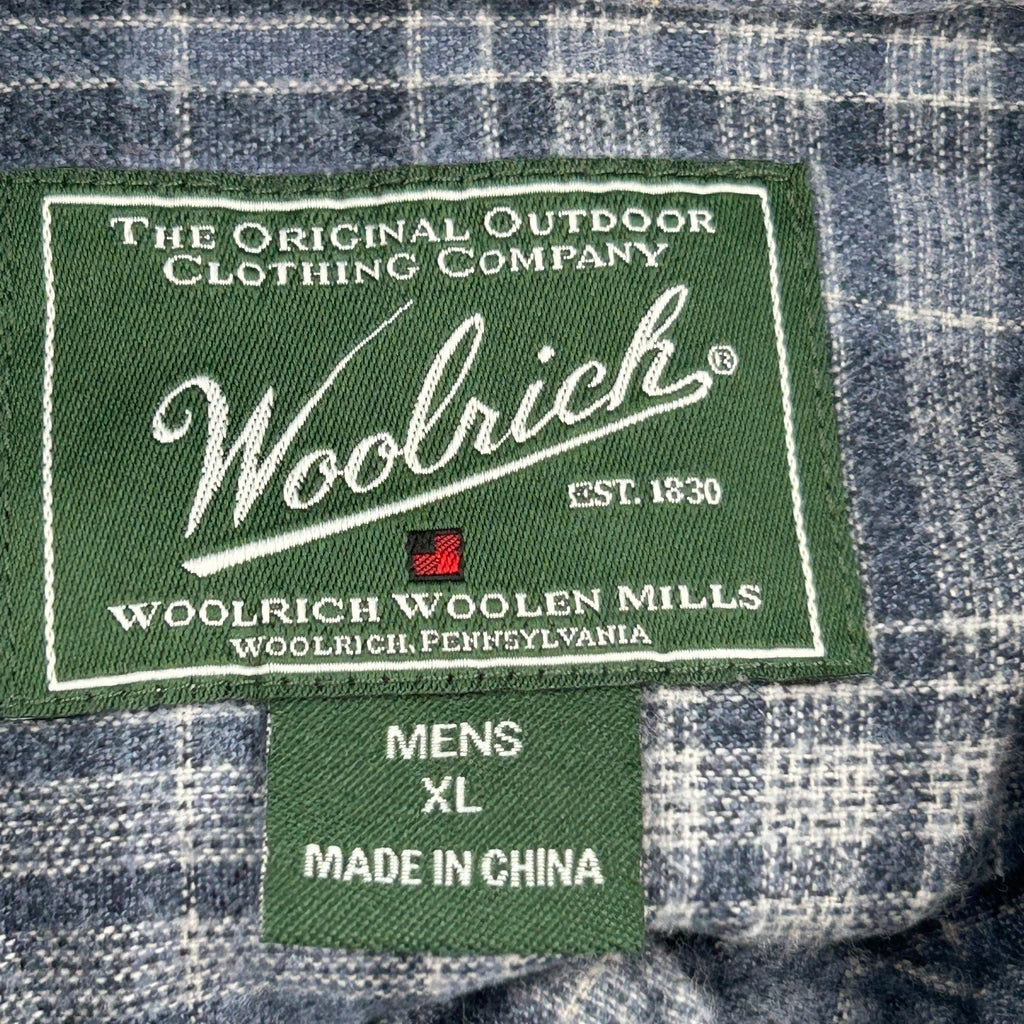 THE ORIGINAL OUTDOOR
CLOTHING COMPANY
Woolrich®
EST. 1830
WOOLRICH WOOLEN MILLS
WOOLRICH, PENNSYLVANIA
MENS
XL
MADE IN CHINA